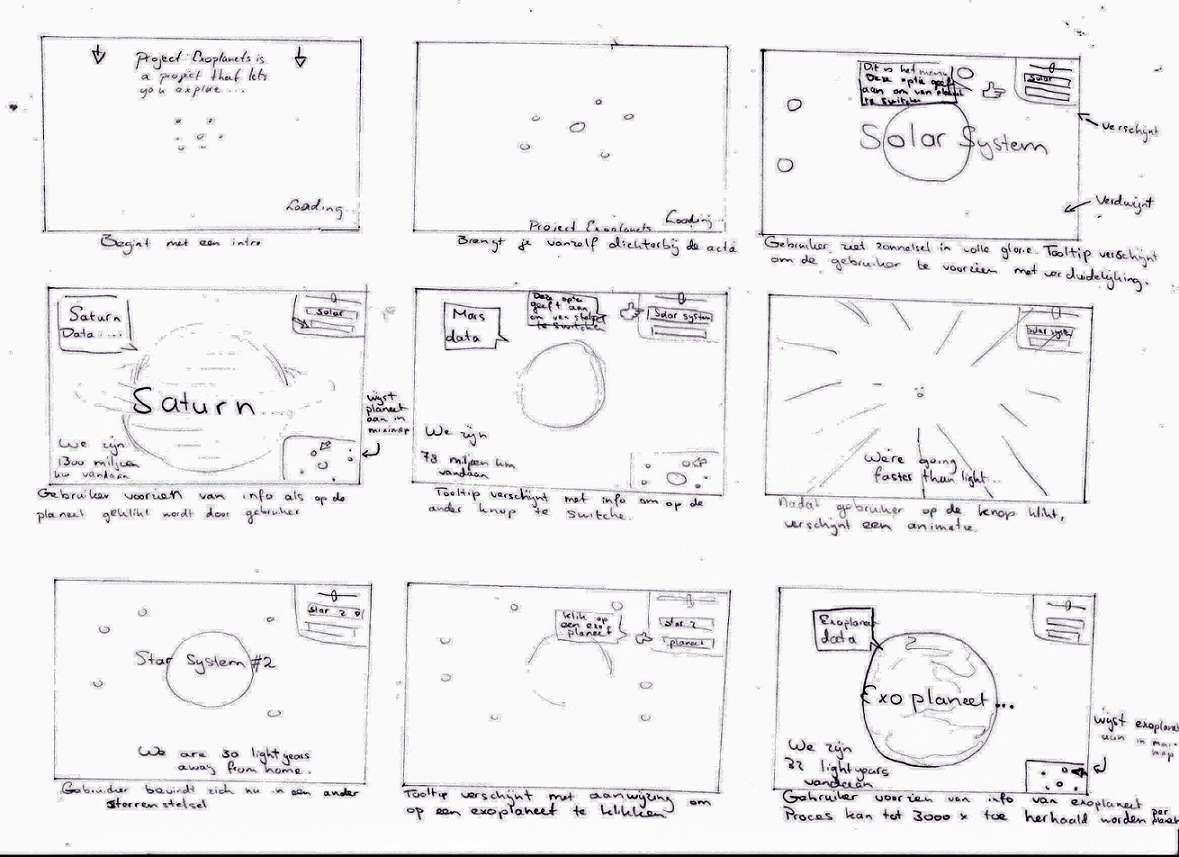 Project Exoplanets is
a project that lets
you explore ...
Loading...
Begint met een intro
Project Exoplanets
Loading...
Brengt je vanzelf dichterbij de actie
Dit is het menu
Deze optie geeft
aan om van planeet
te switchen
Solar
Solar System
verschijnt
Verdwijnt
Gebruiker ziet zonnelsel in volle glorie. Tooltip verschijnt
om de gebruiker te voorzien met verduidelijking.
Saturn
Data ...
Solar
Saturn
We zijn
1300 miljoen
km vandaan
wijst
planeet
aan in
minimap
Gebruiker voorzien van info als op de
planeet geklikt wordt door gebruiker
Mars
data
Deze optie
geeft aan
om van stelsel
te switchen
Solar system
We zijn
78 miljoen km
vandaan
Tooltip verschijnt met info om op de
ander knop te switche.
Solar system
We're going
faster than light...
Nadat gebruiker op de knop klikt,
verschijnt een animatie.
Star 2
Star System #2
We are 30 lightyears
away from home.
Gebruiker bevindt zich nu in een ander
sterrenstelsel
Klik op
een exo
planeet
star 2
planeet
Tooltip verschijnt met aanwijzing om
op een exoplaneet te klikken
Exoplaneet
data
Exoplaneet...
We zijn
32 lightyears
vandaan
wijst exoplaneet
aan in mini
map
Gebruiker voorzien van info van exoplaneet
Proces kan tot 3000 x toe herhaald worden per
planeet